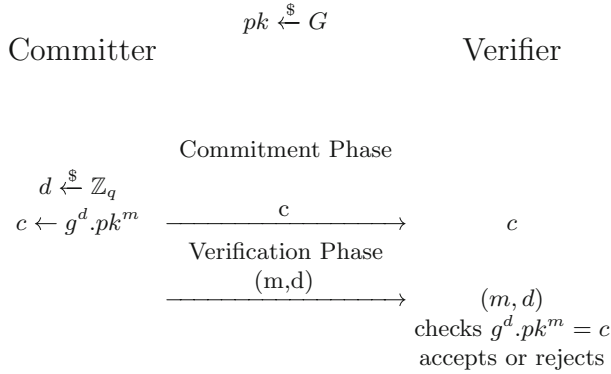 pk ←$ G
Committer Verifier
Commitment Phase
d ←$ ℤ_q
c ← g^d.pk^m c c
Verification Phase
(m,d)
(m, d)
checks g^d.pk^m = c
accepts or rejects